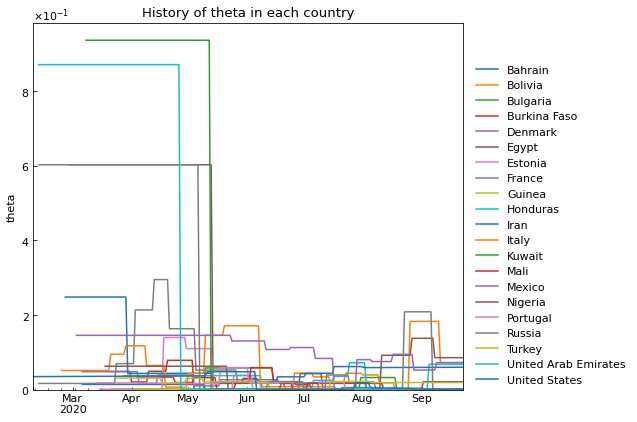 History of theta in each country
×10⁻¹
8
6
4
2
0
theta
Mar Apr May Jun Jul Aug Sep
2020
Bahrain
Bolivia
Bulgaria
Burkina Faso
Denmark
Egypt
Estonia
France
Guinea
Honduras
Iran
Italy
Kuwait
Mali
Mexico
Nigeria
Portugal
Russia
Turkey
United Arab Emirates
United States